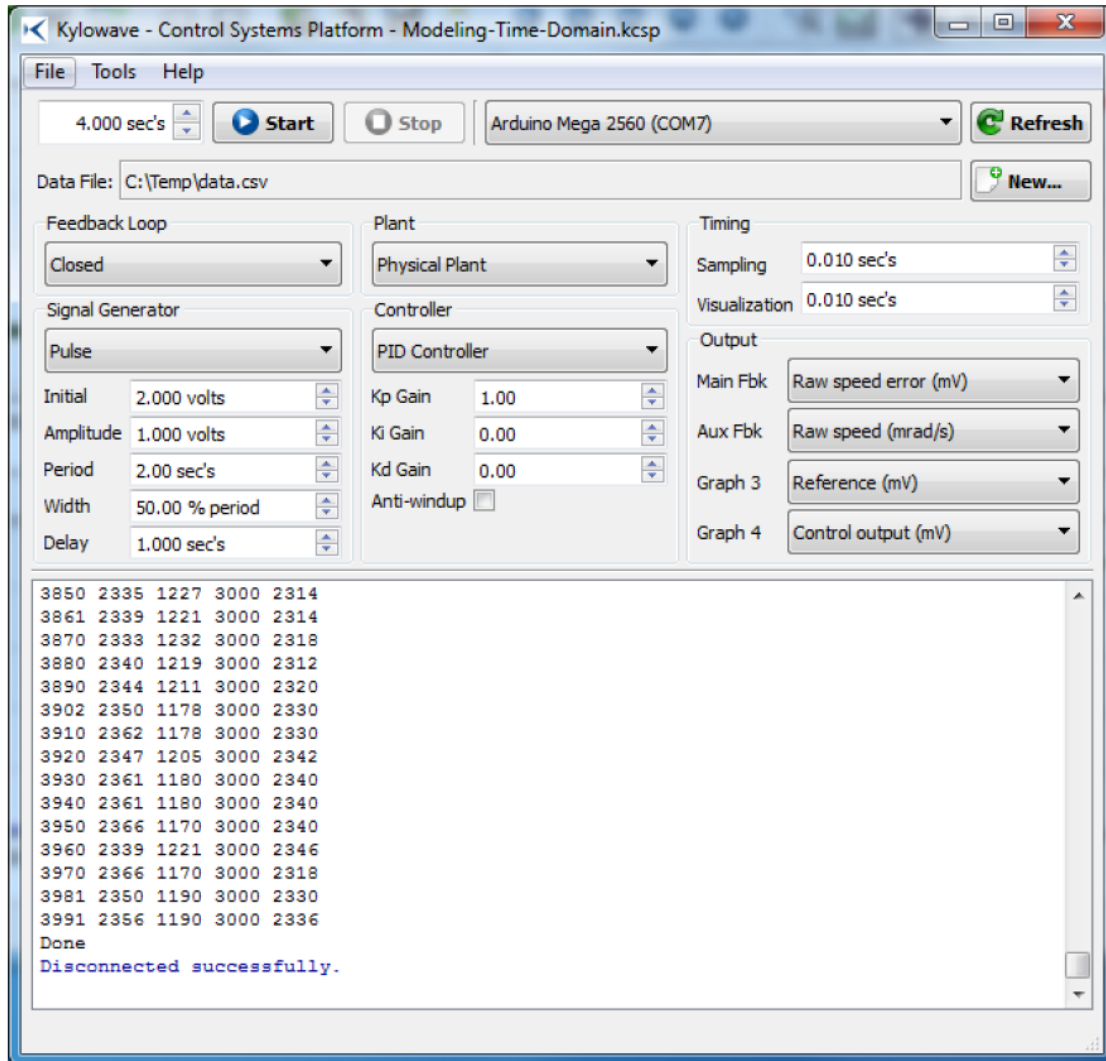 Kylowave - Control Systems Platform - Modeling-Time-Domain.kcsp
File Tools Help
4.000 sec's Start Stop Arduino Mega 2560 (COM7) Refresh
Data File: C:\Temp\data.csv New...
Feedback Loop Plant Timing
Closed Physical Plant Sampling 0.010 sec's
Visualization 0.010 sec's
Signal Generator Controller Output
Pulse PID Controller Main Fbk Raw speed error (mV)
Initial 2.000 volts Kp Gain 1.00
Amplitude 1.000 volts Ki Gain 0.00 Aux Fbk Raw speed (mrad/s)
Period 2.00 sec's Kd Gain 0.00 Graph 3 Reference (mV)
Width 50.00 % period Anti-windup
Delay 1.000 sec's Graph 4 Control output (mV)
3850 2335 1227 3000 2314
3861 2339 1221 3000 2314
3870 2333 1232 3000 2318
3880 2340 1219 3000 2312
3890 2344 1211 3000 2320
3902 2350 1178 3000 2330
3910 2362 1178 3000 2330
3920 2347 1205 3000 2342
3930 2361 1180 3000 2340
3940 2361 1180 3000 2340
3950 2366 1170 3000 2340
3960 2339 1221 3000 2346
3970 2366 1170 3000 2318
3981 2350 1190 3000 2330
3991 2356 1190 3000 2336
Done
Disconnected successfully.